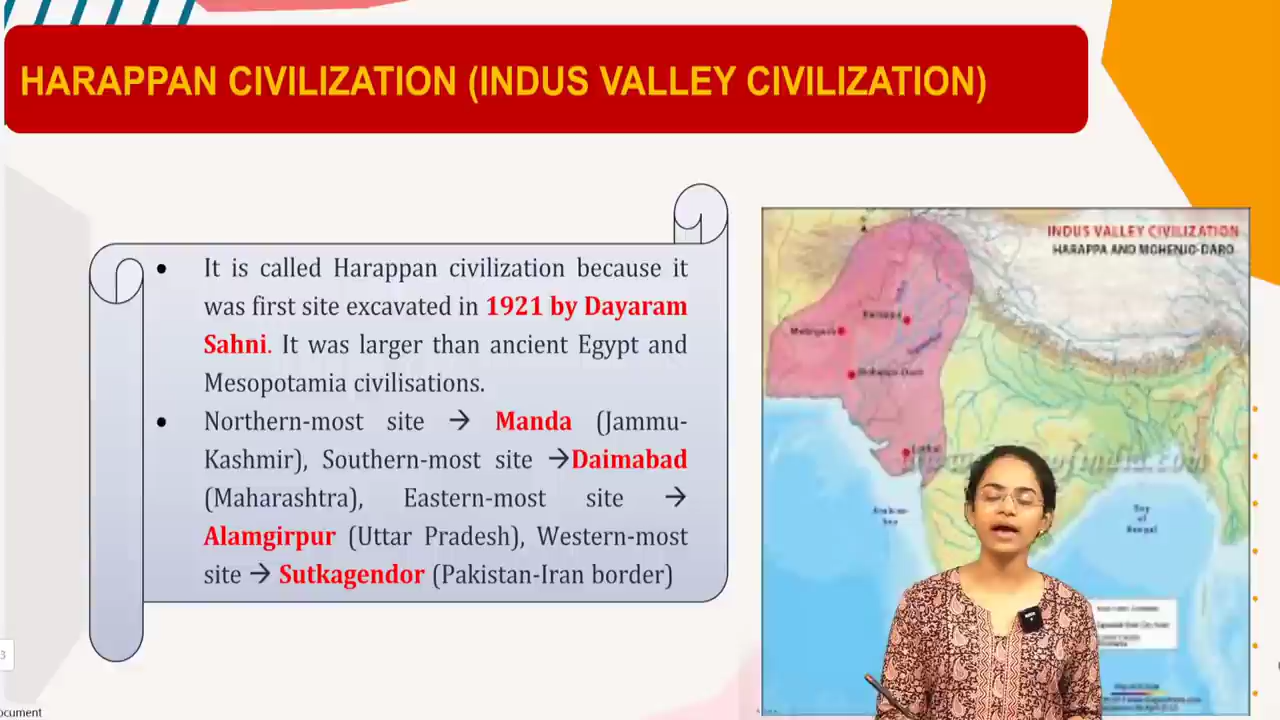 HARAPPAN CIVILIZATION (INDUS VALLEY CIVILIZATION)
• It is called Harappan civilization because it
was first site excavated in 1921 by Dayaram
Sahni. It was larger than ancient Egypt and
Mesopotamia civilisations.
• Northern-most site → Manda (Jammu-
Kashmir), Southern-most site →Daimabad
(Maharashtra), Eastern-most site →
Alamgirpur (Uttar Pradesh), Western-most
site → Sutkagendor (Pakistan-Iran border)
INDUS VALLEY CIVILIZATION
HARAPPA AND MOHENJO-DARO
Harappa
Mohenjo-Daro
Arabian
Sea
Bay
of
Bengal
3
ocument